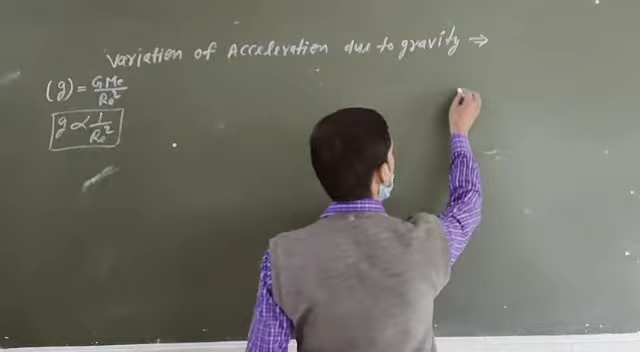 Variation of Acceleration due to gravity →
(g) = GMe/Re²
g ∝ 1/Re²